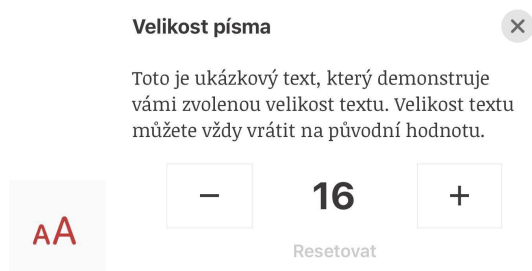 Velikost písma
Toto je ukázkový text, který demonstruje
vámi zvolenou velikost textu. Velikost textu
můžete vždy vrátit na původní hodnotu.
− 16 +
AA
Resetovat